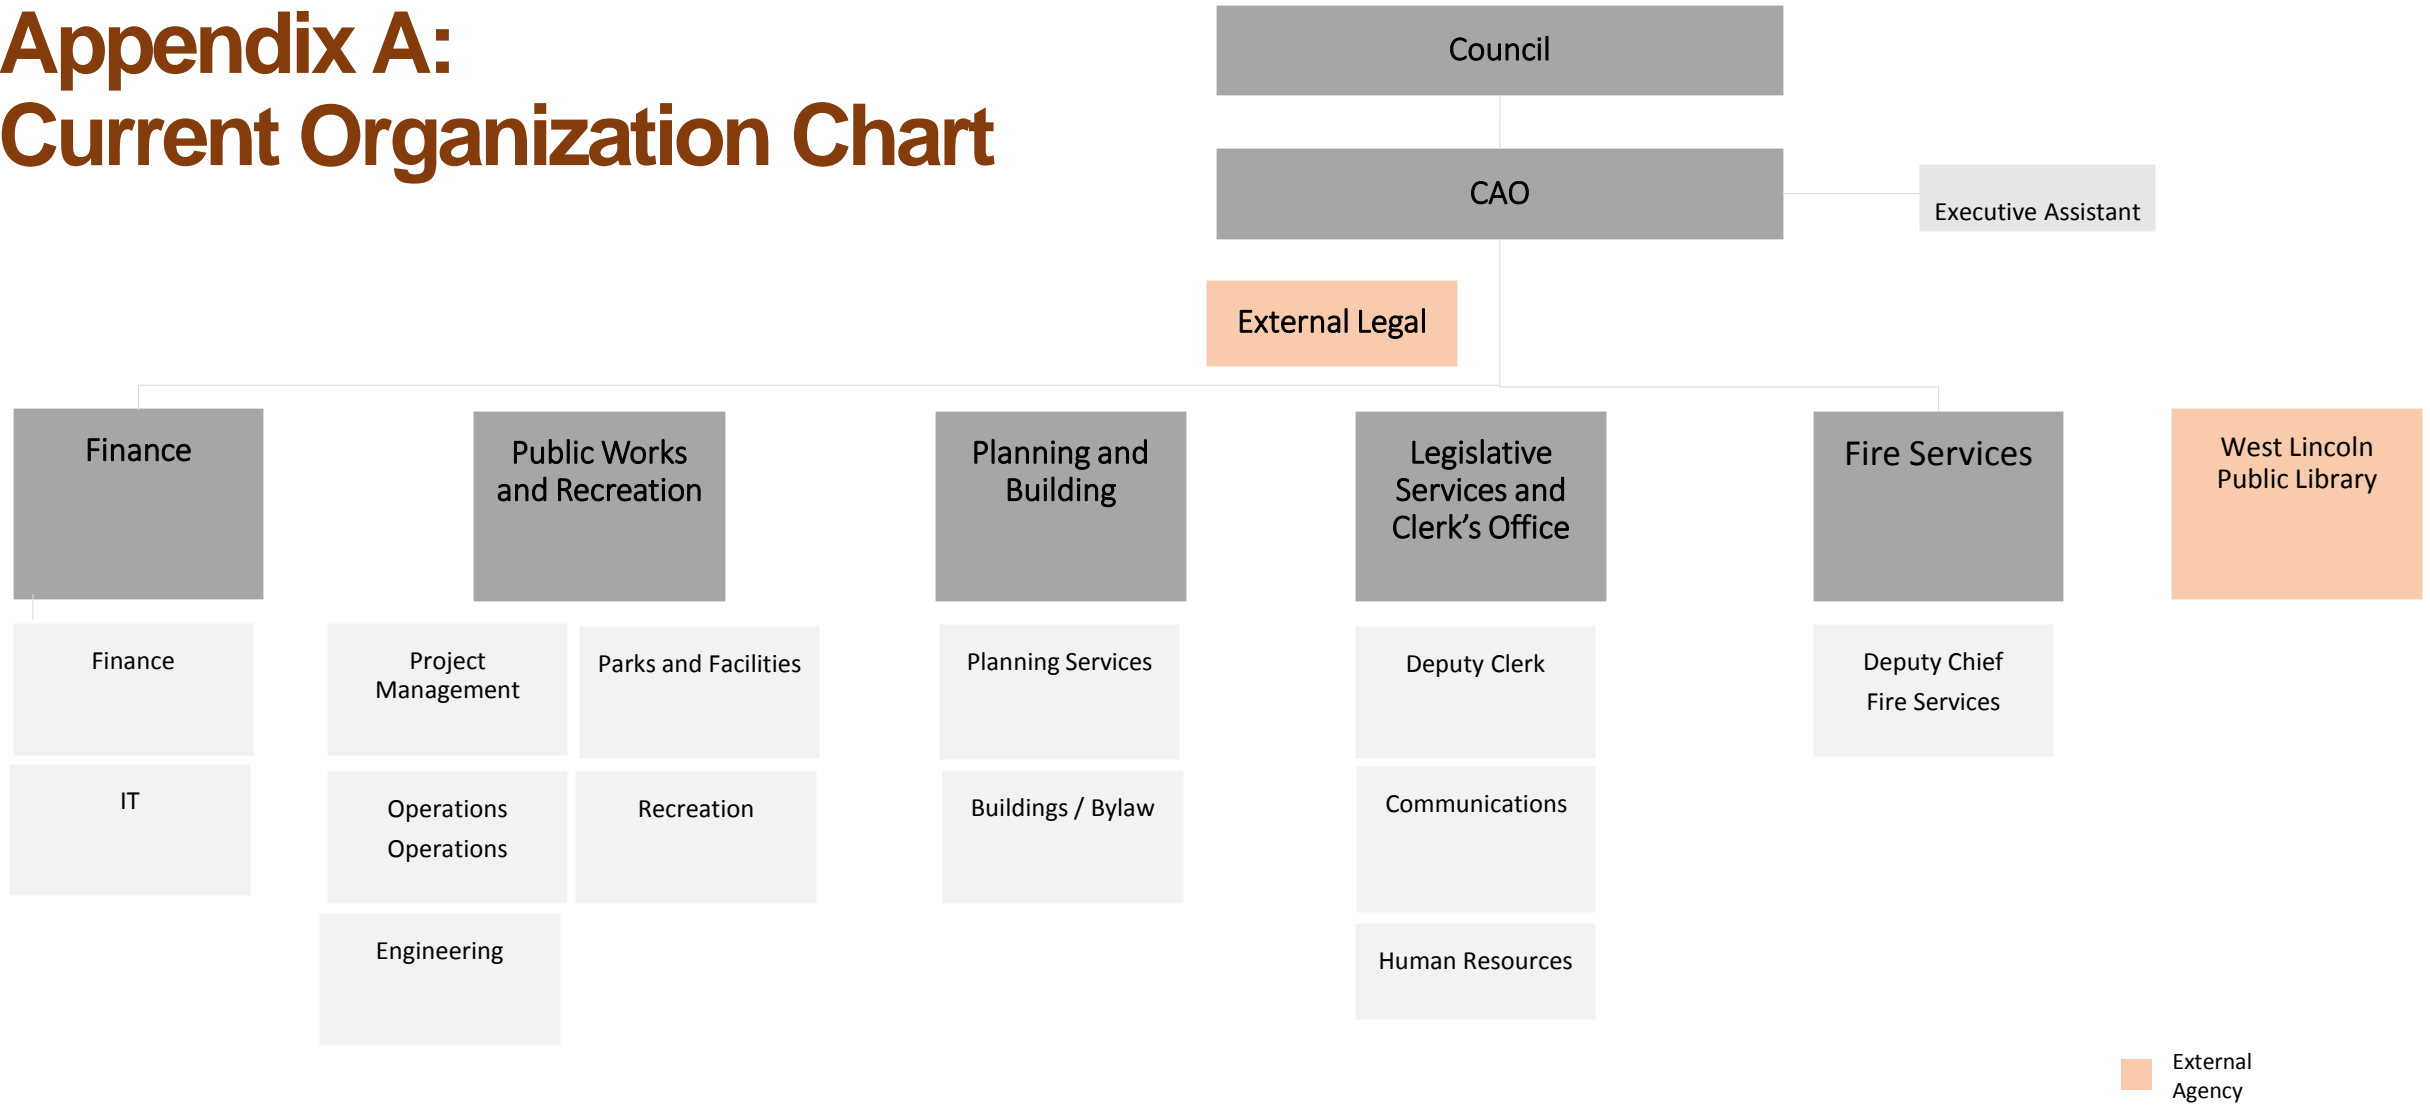 Appendix A:
Current Organization Chart
Council
CAO
Executive Assistant
External Legal
Finance
Public Works
and Recreation
Planning and
Building
Legislative
Services and
Clerk’s Office
Fire Services
West Lincoln
Public Library
Finance
Project
Management
Parks and Facilities
Planning Services
Deputy Clerk
Deputy Chief
Fire Services
IT
Operations
Operations
Recreation
Buildings / Bylaw
Communications
Engineering
Human Resources
External
Agency